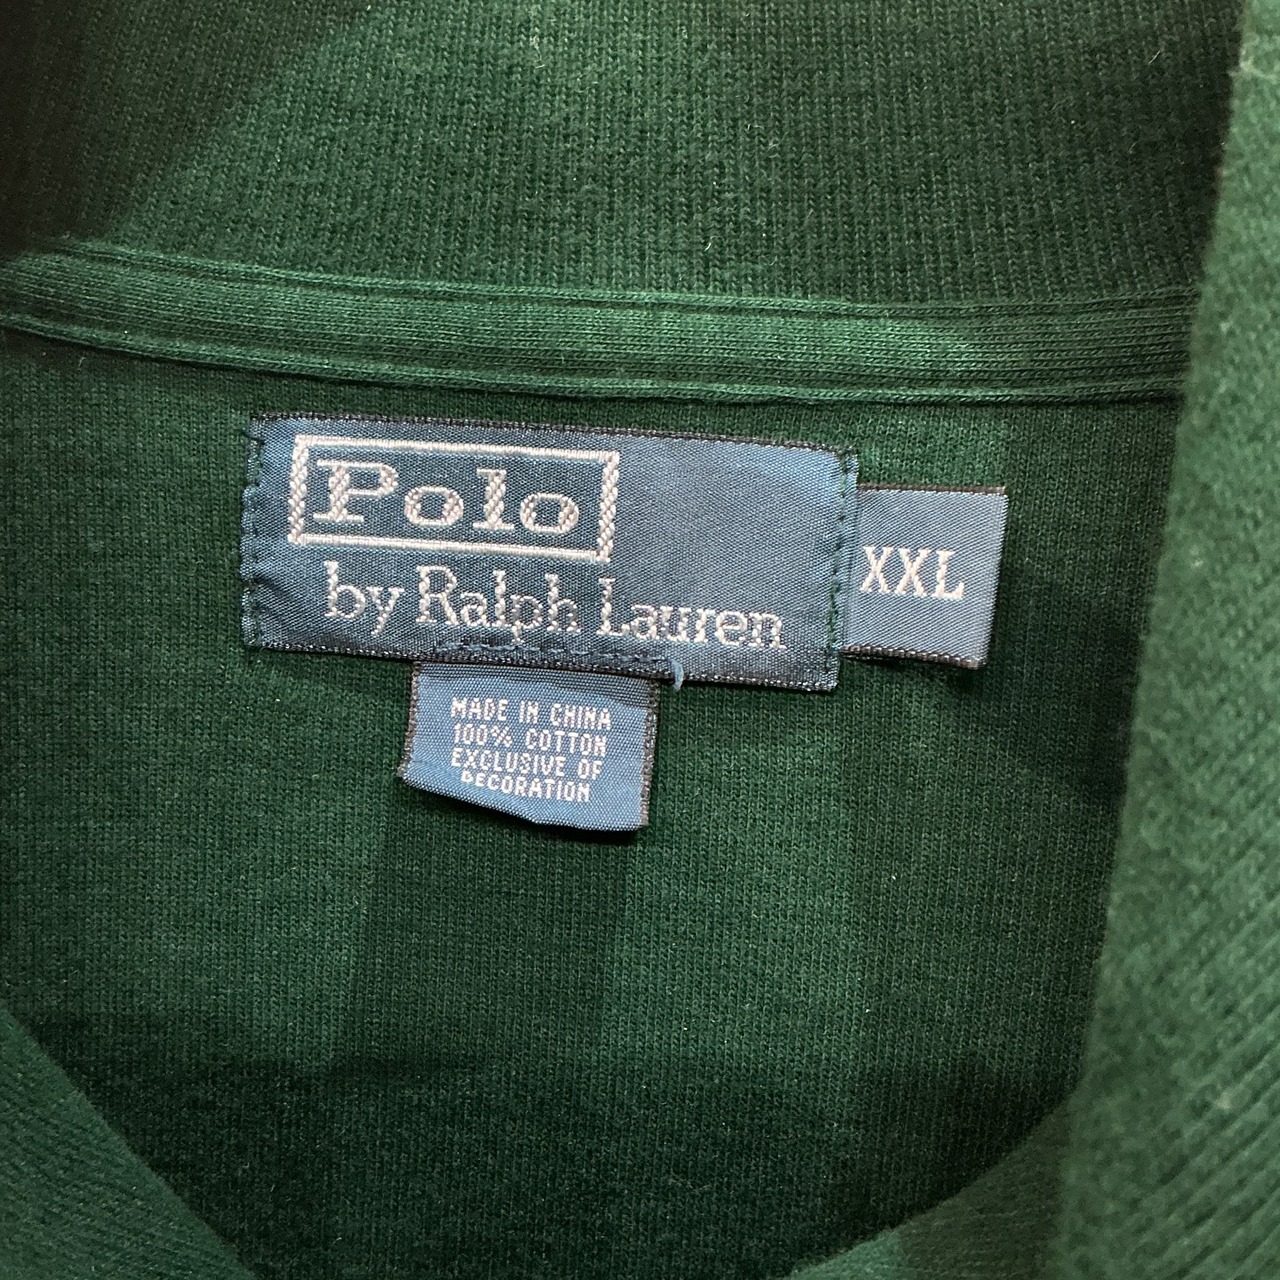 Polo
by Ralph Lauren
XXL
MADE IN CHINA
100% COTTON
EXCLUSIVE OF
DECORATION